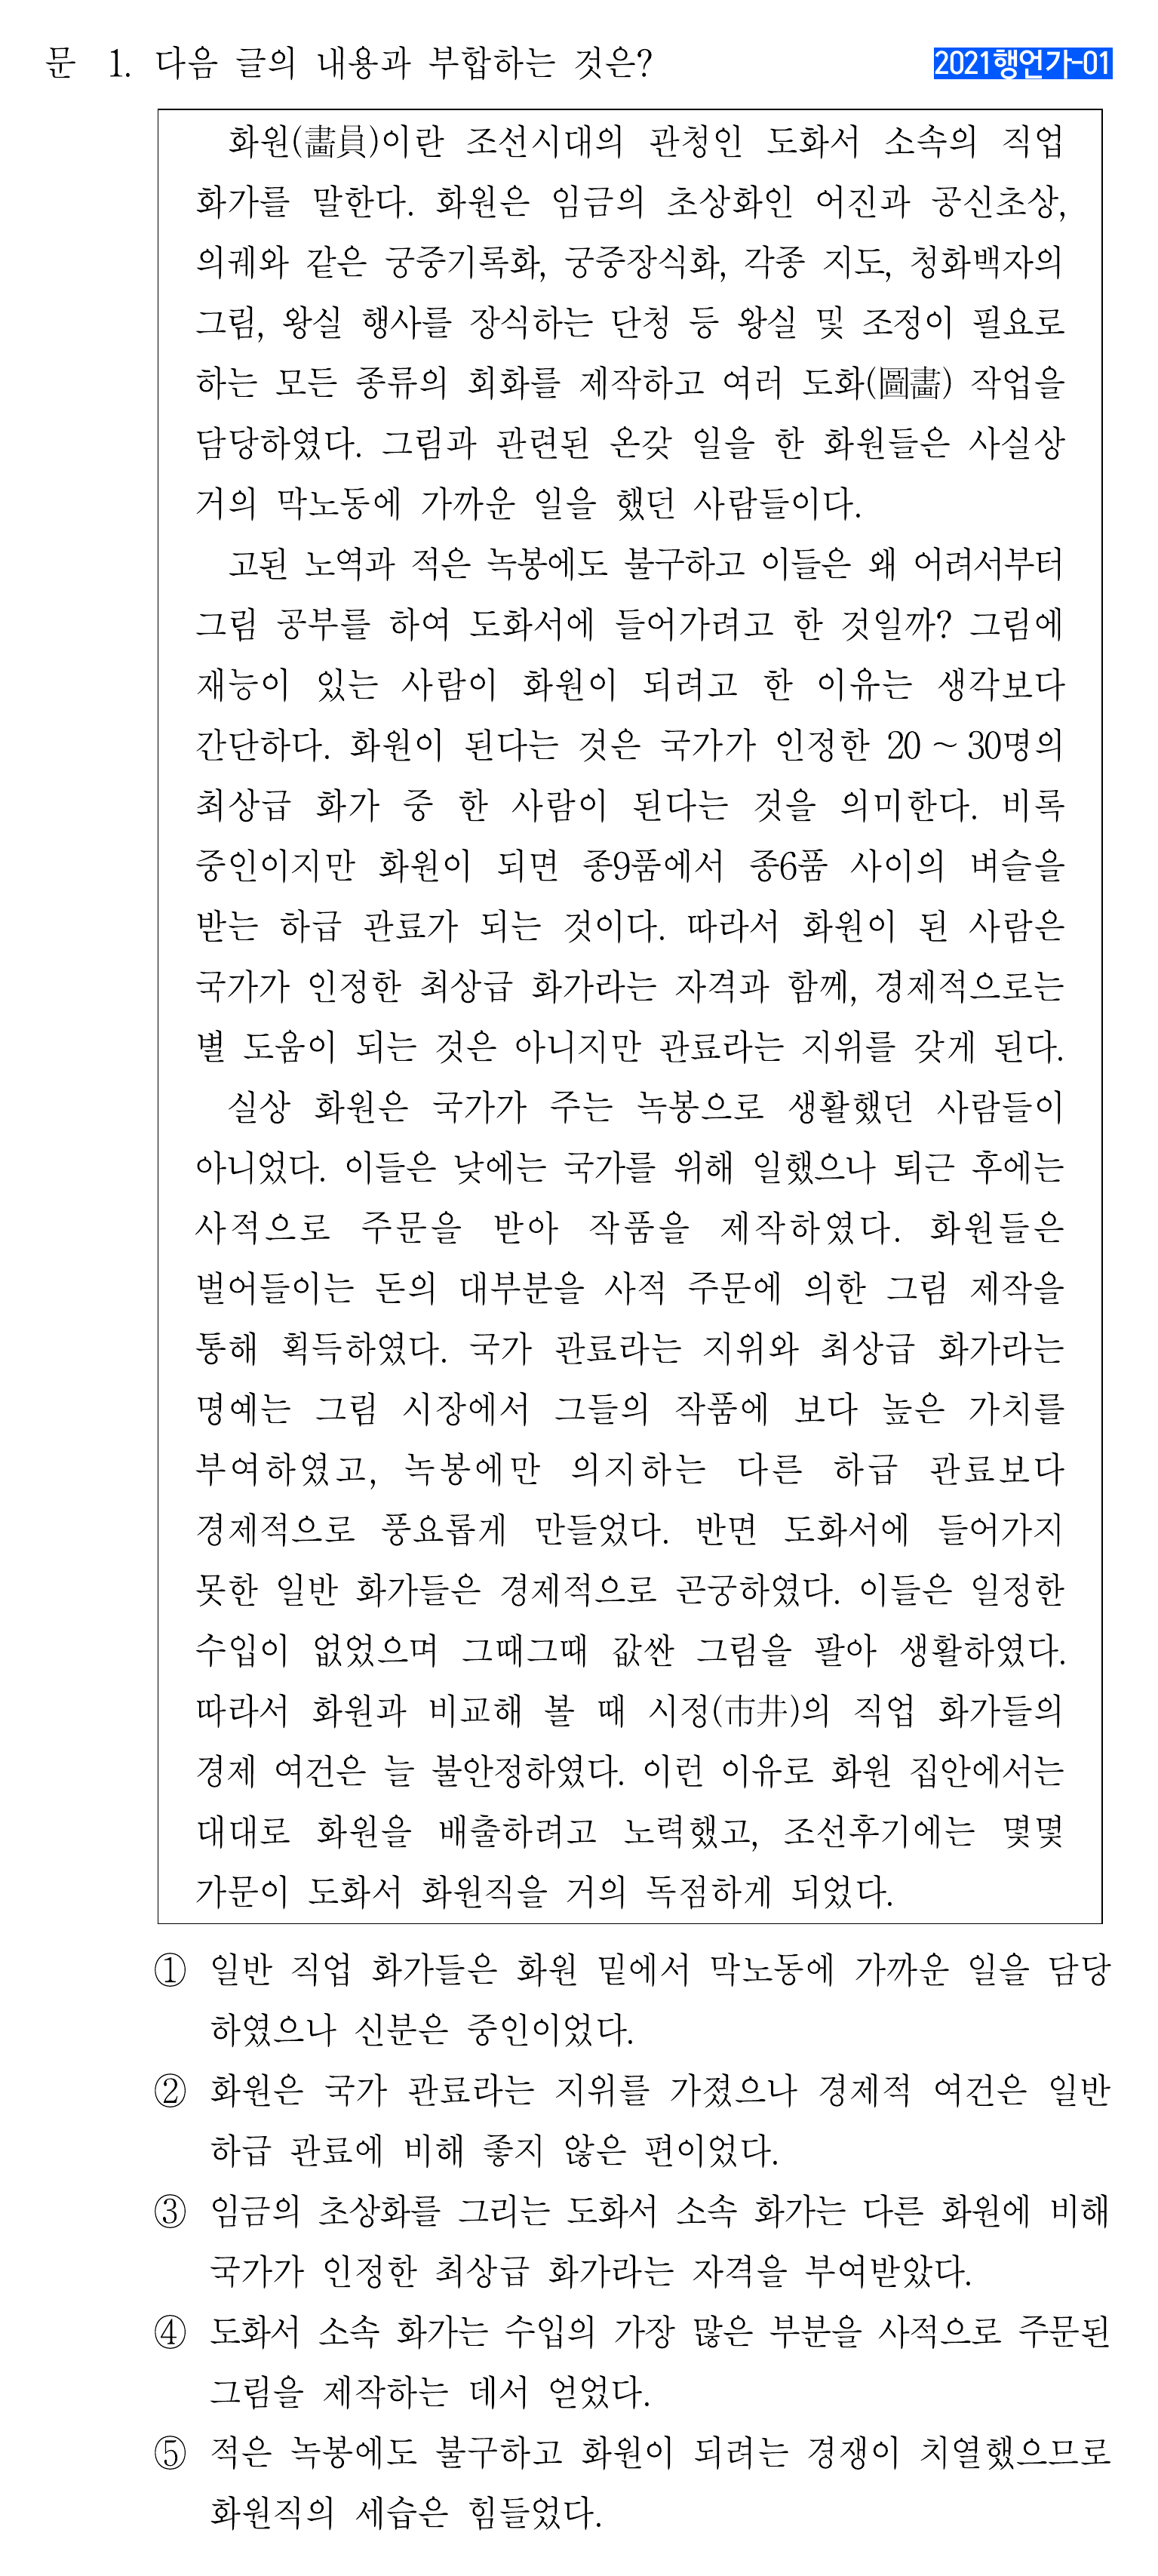 문 1. 다음 글의 내용과 부합하는 것은?
2021행언가-01
화원(畵員)이란 조선시대의 관청인 도화서 소속의 직업
화가를 말한다. 화원은 임금의 초상화인 어진과 공신초상,
의궤와 같은 궁중기록화, 궁중장식화, 각종 지도, 청화백자의
그림, 왕실 행사를 장식하는 단청 등 왕실 및 조정이 필요로
하는 모든 종류의 회화를 제작하고 여러 도화(圖畵) 작업을
담당하였다. 그림과 관련된 온갖 일을 한 화원들은 사실상
거의 막노동에 가까운 일을 했던 사람들이다.
고된 노역과 적은 녹봉에도 불구하고 이들은 왜 어려서부터
그림 공부를 하여 도화서에 들어가려고 한 것일까? 그림에
재능이 있는 사람이 화원이 되려고 한 이유는 생각보다
간단하다. 화원이 된다는 것은 국가가 인정한 20 ~ 30명의
최상급 화가 중 한 사람이 된다는 것을 의미한다. 비록
중인이지만 화원이 되면 종9품에서 종6품 사이의 벼슬을
받는 하급 관료가 되는 것이다. 따라서 화원이 된 사람은
국가가 인정한 최상급 화가라는 자격과 함께, 경제적으로는
별 도움이 되는 것은 아니지만 관료라는 지위를 갖게 된다.
실상 화원은 국가가 주는 녹봉으로 생활했던 사람들이
아니었다. 이들은 낮에는 국가를 위해 일했으나 퇴근 후에는
사적으로 주문을 받아 작품을 제작하였다. 화원들은
벌어들이는 돈의 대부분을 사적 주문에 의한 그림 제작을
통해 획득하였다. 국가 관료라는 지위와 최상급 화가라는
명예는 그림 시장에서 그들의 작품에 보다 높은 가치를
부여하였고, 녹봉에만 의지하는 다른 하급 관료보다
경제적으로 풍요롭게 만들었다. 반면 도화서에 들어가지
못한 일반 화가들은 경제적으로 곤궁하였다. 이들은 일정한
수입이 없었으며 그때그때 값싼 그림을 팔아 생활하였다.
따라서 화원과 비교해 볼 때 시정(市井)의 직업 화가들의
경제 여건은 늘 불안정하였다. 이런 이유로 화원 집안에서는
대대로 화원을 배출하려고 노력했고, 조선후기에는 몇몇
가문이 도화서 화원직을 거의 독점하게 되었다.
① 일반 직업 화가들은 화원 밑에서 막노동에 가까운 일을 담당
하였으나 신분은 중인이었다.
② 화원은 국가 관료라는 지위를 가졌으나 경제적 여건은 일반
하급 관료에 비해 좋지 않은 편이었다.
③ 임금의 초상화를 그리는 도화서 소속 화가는 다른 화원에 비해
국가가 인정한 최상급 화가라는 자격을 부여받았다.
④ 도화서 소속 화가는 수입의 가장 많은 부분을 사적으로 주문된
그림을 제작하는 데서 얻었다.
⑤ 적은 녹봉에도 불구하고 화원이 되려는 경쟁이 치열했으므로
화원직의 세습은 힘들었다.